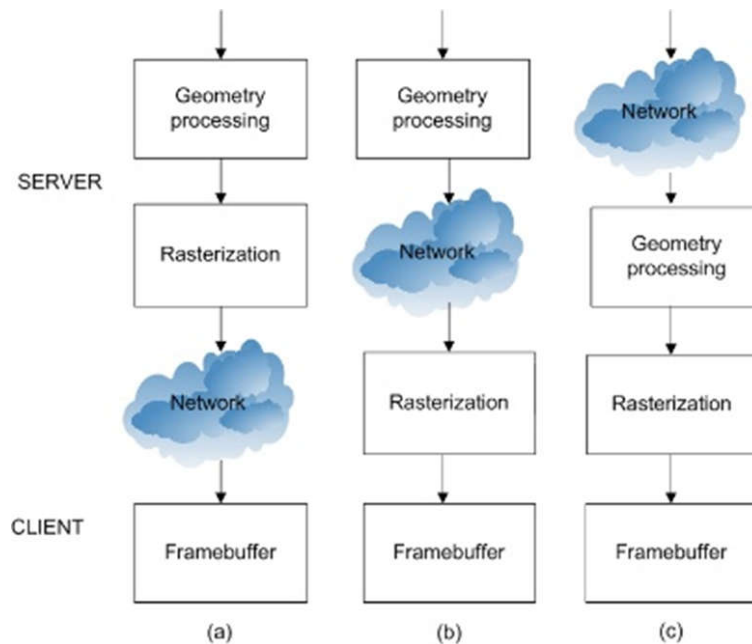 Geometry
processing
Geometry
processing
Network
SERVER
Rasterization
Network
Geometry
processing
Network
Rasterization
Rasterization
CLIENT
Framebuffer
Framebuffer
Framebuffer
(a)
(b)
(c)